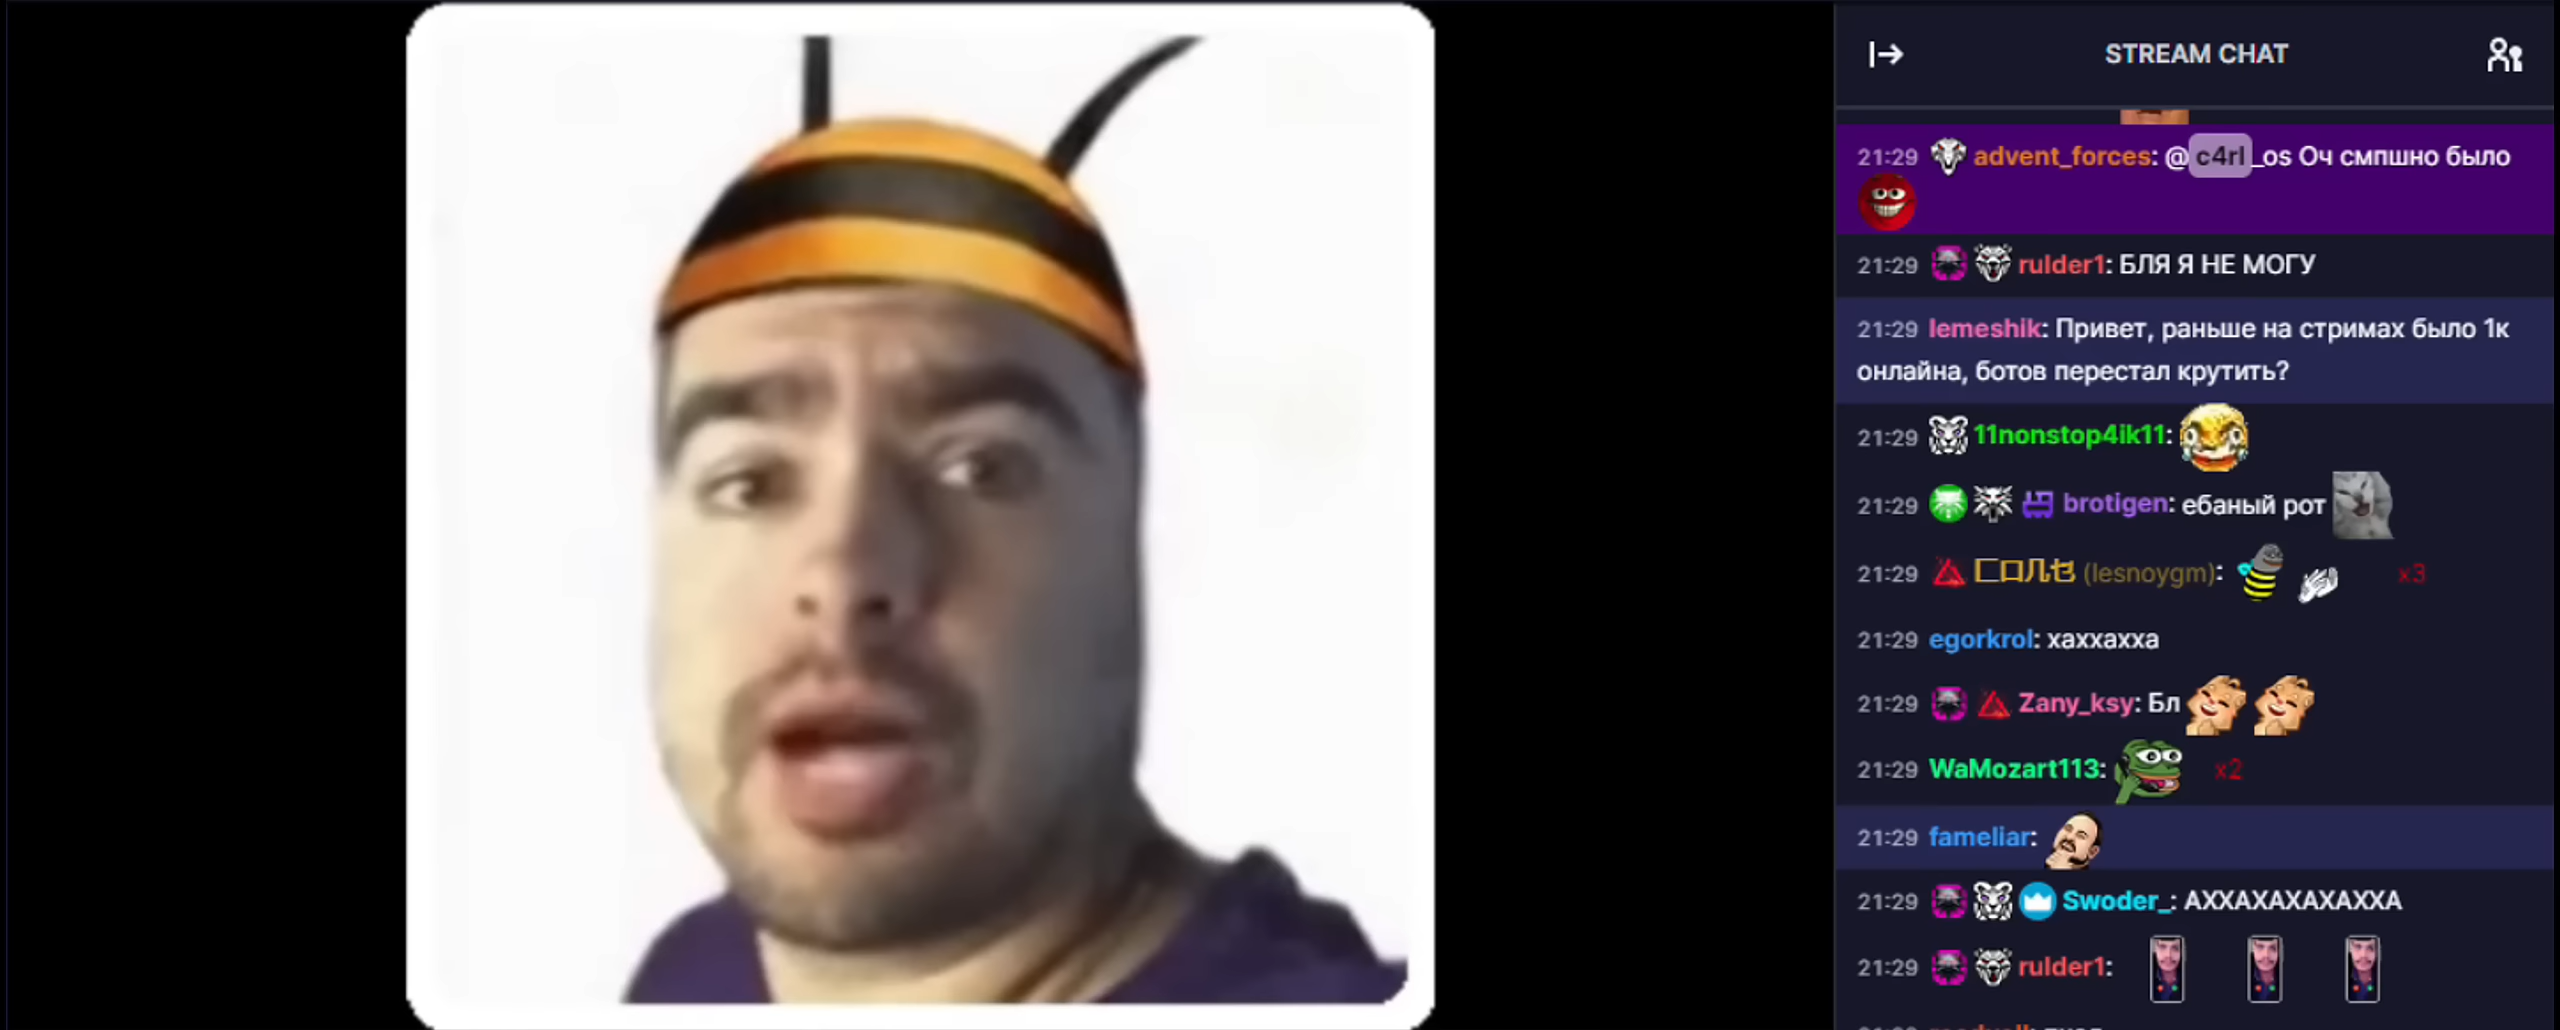 STREAM CHAT
21:29 advent_forces: @c4rl_os Оч смпшно было
21:29 rulder1: БЛЯ Я НЕ МОГУ
21:29 lemeshik: Привет, раньше на стримах было 1к
онлайна, ботов перестал крутить?
21:29 11nonstop4ik11:
21:29 brotigen: ебаный рот
21:29 (lesnoygm): x3
21:29 egorkrol: хаххахха
21:29 Zany_ksy: Бл
21:29 WaMozart113: x2
21:29 fameliar:
21:29 Swoder_: АХХАХАХАХАХХА
21:29 rulder1: